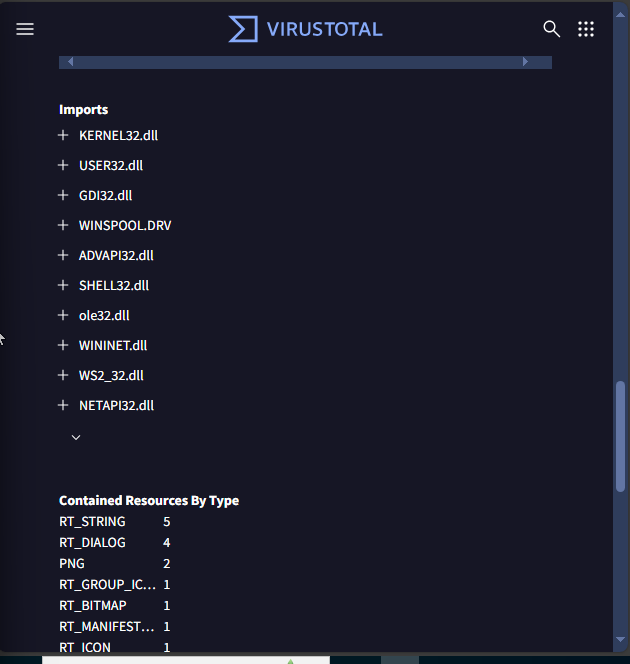 VIRUSTOTAL
Imports
KERNEL32.dll
USER32.dll
GDI32.dll
WINSPOOL.DRV
ADVAPI32.dll
SHELL32.dll
ole32.dll
WININET.dll
WS2_32.dll
NETAPI32.dll
Contained Resources By Type
RT_STRING 5
RT_DIALOG 4
PNG 2
RT_GROUP_IC... 1
RT_BITMAP 1
RT_MANIFEST... 1
RT_ICON 1